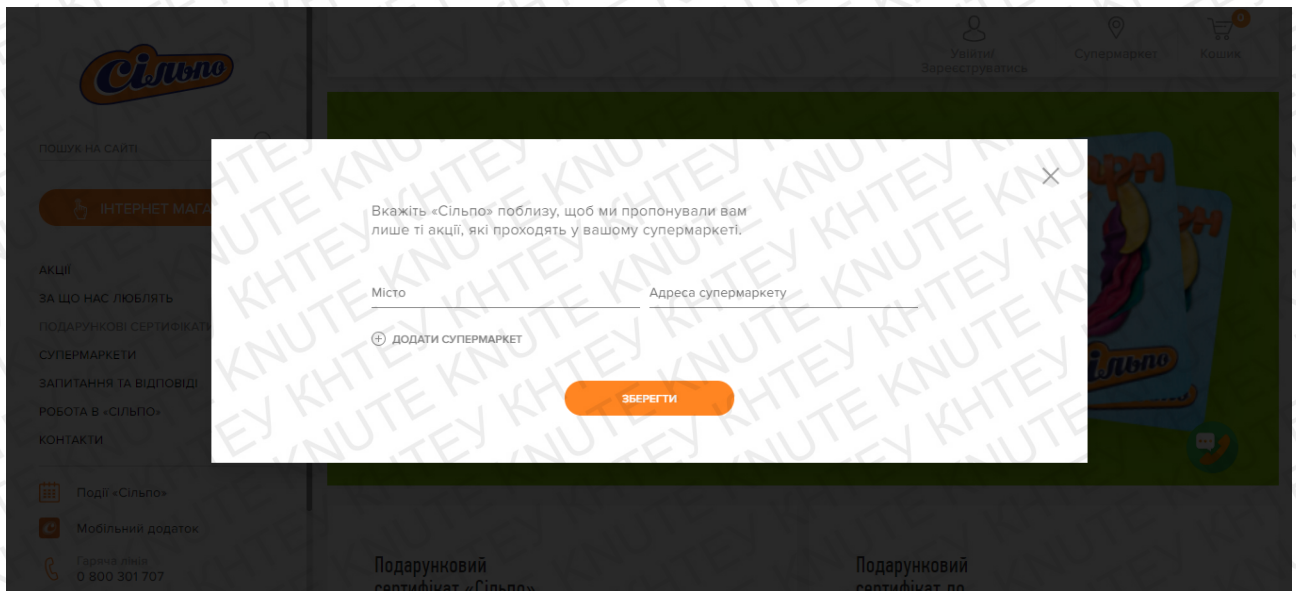 Сільпо
Увійти/
Зареєструватись
Супермаркет
0
Кошик
ПОШУК НА САЙТІ
ІНТЕРНЕТ
АКЦІЇ
ЗА ЩО НАС ЛЮБЛЯТЬ
ПОДАРУНКОВІ СЕРТИФІКАТИ
СУПЕРМАРКЕТИ
ЗАПИТАННЯ ТА ВІДПОВІДІ
РОБОТА В «СІЛЬПО»
КОНТАКТИ
Події «Сільпо»
Мобільний додаток
Гаряча лінія
0 800 301 707
Вкажіть «Сільпо» поблизу, щоб ми пропонували вам
лише ті акції, які проходять у вашому супермаркеті.
Місто
Адреса супермаркету
ДОДАТИ СУПЕРМАРКЕТ
ЗБЕРЕГТИ
Подарунковий
сертифікат «Сільпо»
Подарунковий
сертифікат до
КНТЕУ KNUTE